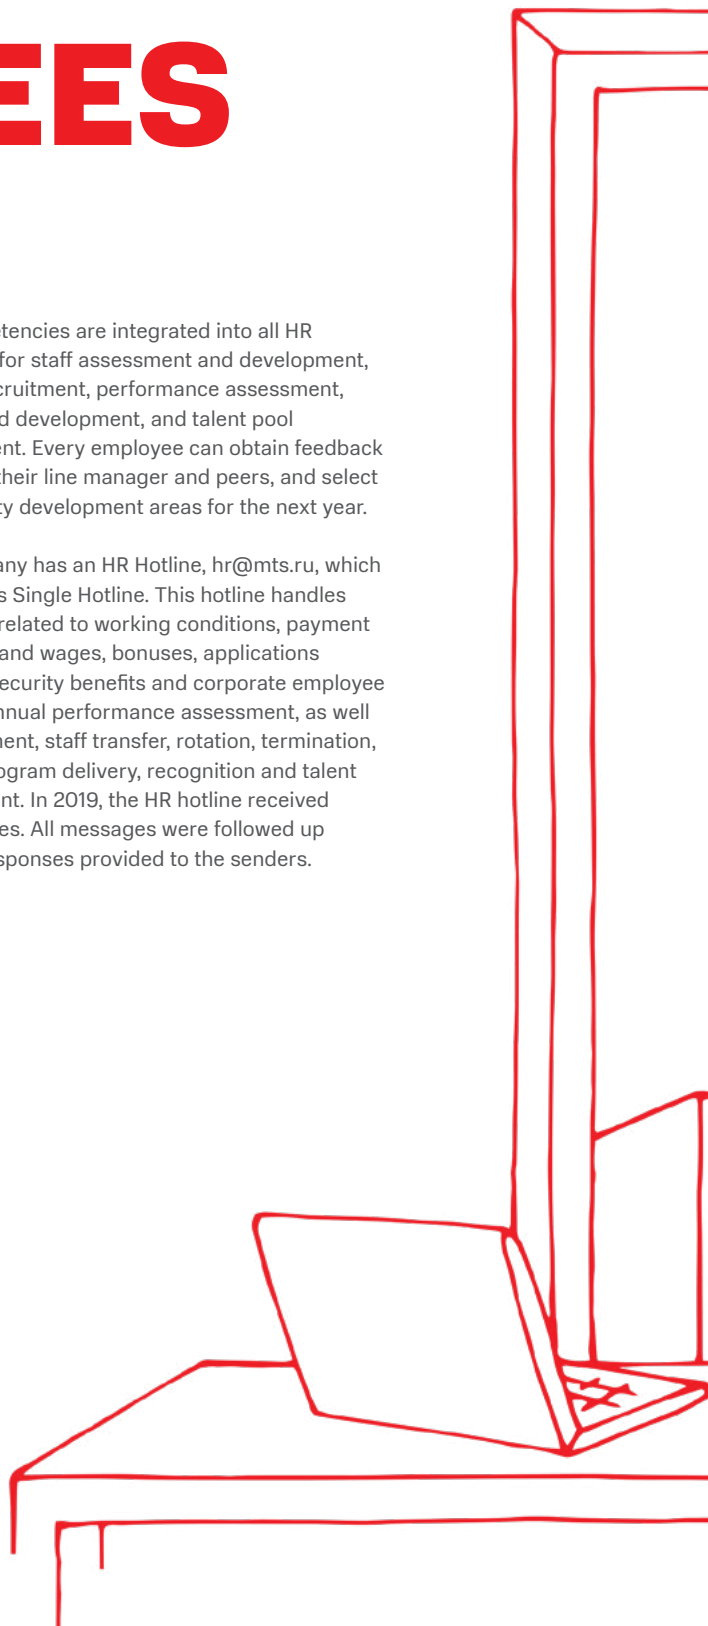 EES
etencies are integrated into all HR
for staff assessment and development,
cruitment, performance assessment,
d development, and talent pool
ent. Every employee can obtain feedback
their line manager and peers, and select
ty development areas for the next year.
any has an HR Hotline, hr@mts.ru, which
s Single Hotline. This hotline handles
related to working conditions, payment
and wages, bonuses, applications
ecurity benefits and corporate employee
nnual performance assessment, as well
ment, staff transfer, rotation, termination,
ogram delivery, recognition and talent
nt. In 2019, the HR hotline received
es. All messages were followed up
sponses provided to the senders.